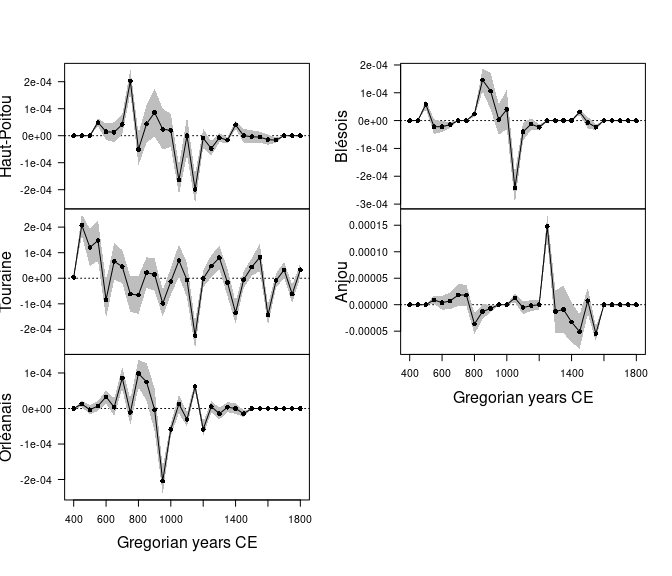 Haut-Poitou
2e-04
1e-04
0e+00
-1e-04
-2e-04
Touraine
2e-04
1e-04
0e+00
-1e-04
-2e-04
Orléanais
1e-04
0e+00
-1e-04
-2e-04
400 600 800 1000 1400 1800
Gregorian years CE
Blésois
2e-04
1e-04
0e+00
-1e-04
-2e-04
-3e-04
Anjou
0.00015
0.00010
0.00005
0.00000
-0.00005
400 600 800 1000 1400 1800
Gregorian years CE